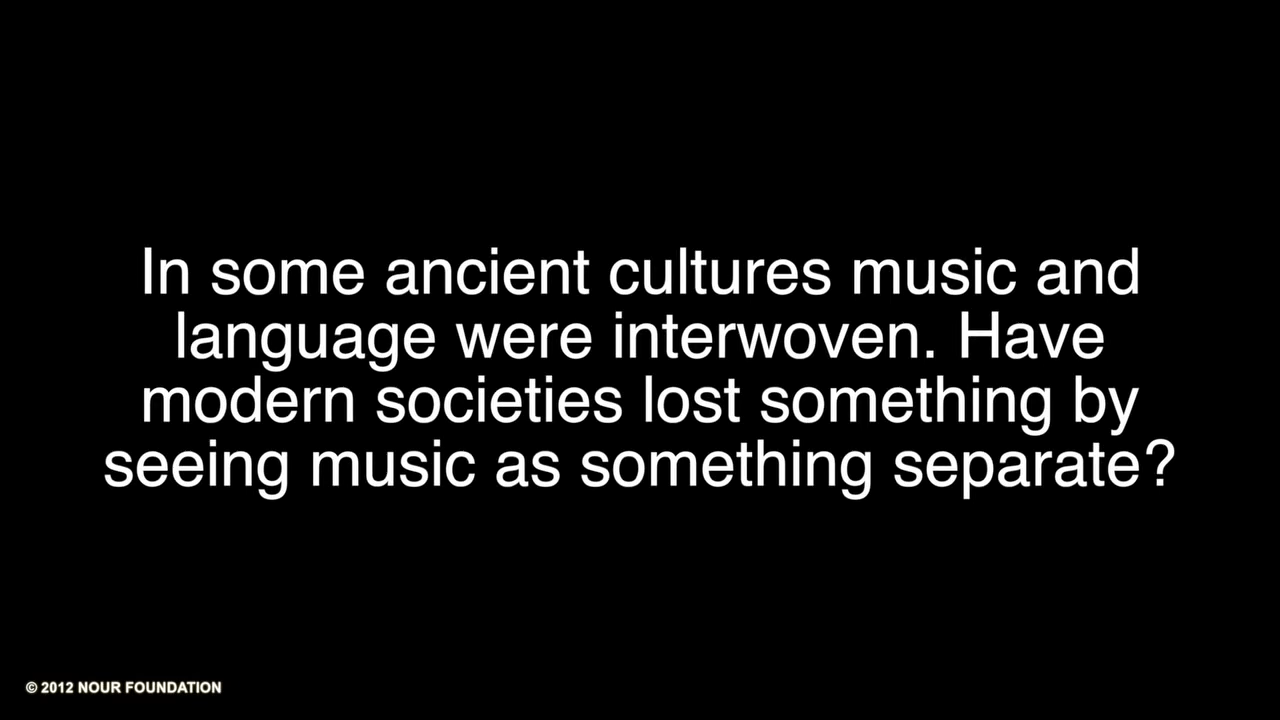 In some ancient cultures music and
language were interwoven. Have
modern societies lost something by
seeing music as something separate?
© 2012 NOUR FOUNDATION